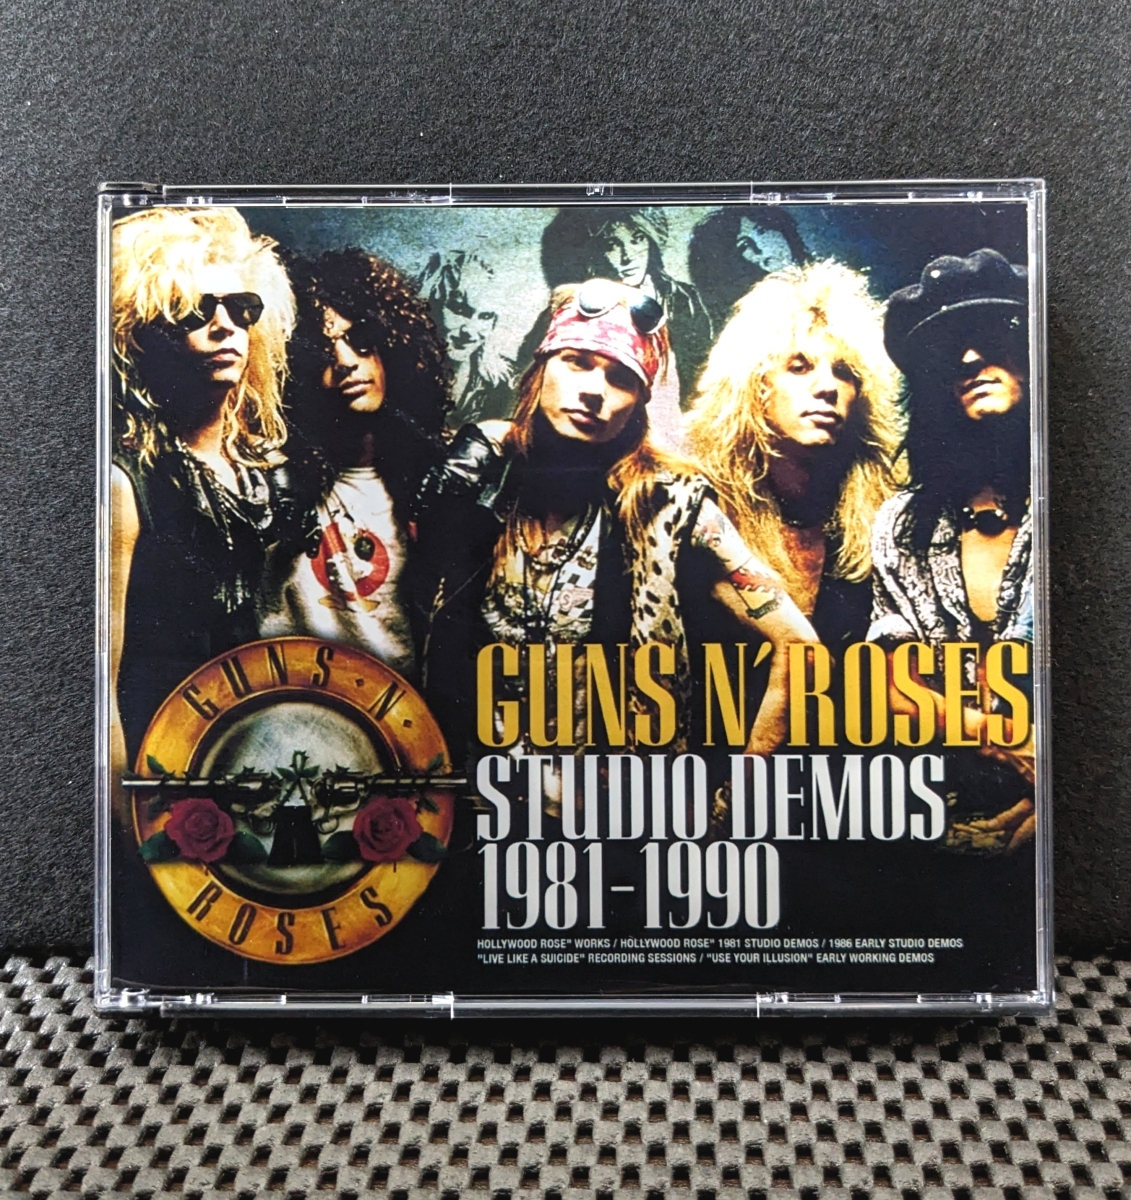 GUNS N' ROSES
STUDIO DEMOS
1981-1990
HOLLYWOOD ROSE" WORKS / HOLLYWOOD ROSE" 1981 STUDIO DEMOS / 1986 EARLY STUDIO DEMOS
"LIVE LIKE A SUICIDE" RECORDING SESSIONS / "USE YOUR ILLUSION" EARLY WORKING DEMOS
GUNS · N ·
ROSES